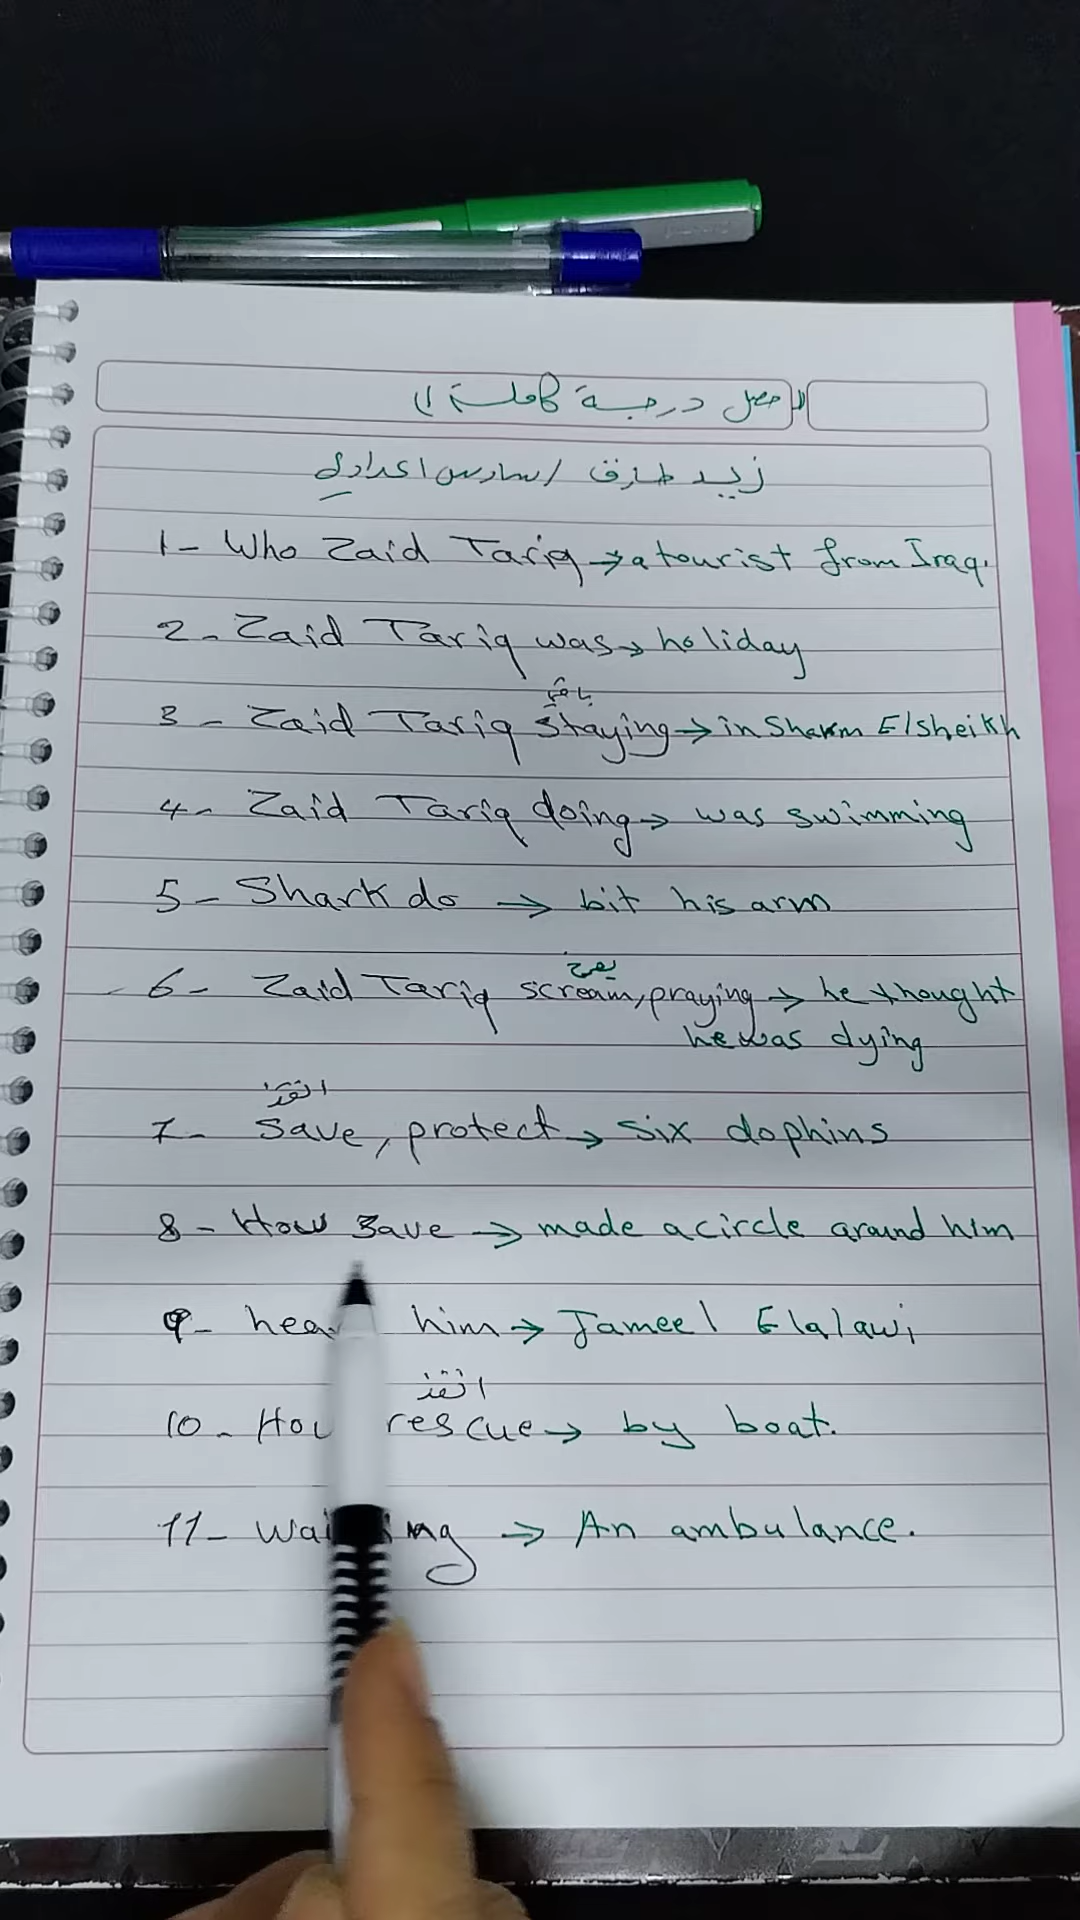 احصل درجة كاملة ١١
زيد طارق / سادس اعدادي
1- Who Zaid Tariq → a tourist from Iraq.
2- Zaid Tariq was → holiday
باقي
3- Zaid Tariq staying → in Sharm Elsheikh
4- Zaid Tariq doing → was swimming
5- Shark do → bit his arm
يصرخ
6- Zaid Tariq scream, praying → he thought
he was dying
انقذ
7- Save, protect → six dophins
8- How save → made a circle around him
9- him → Jameel Elalawi
انقذ
10- rescue → by boat.
11- → An ambulance.